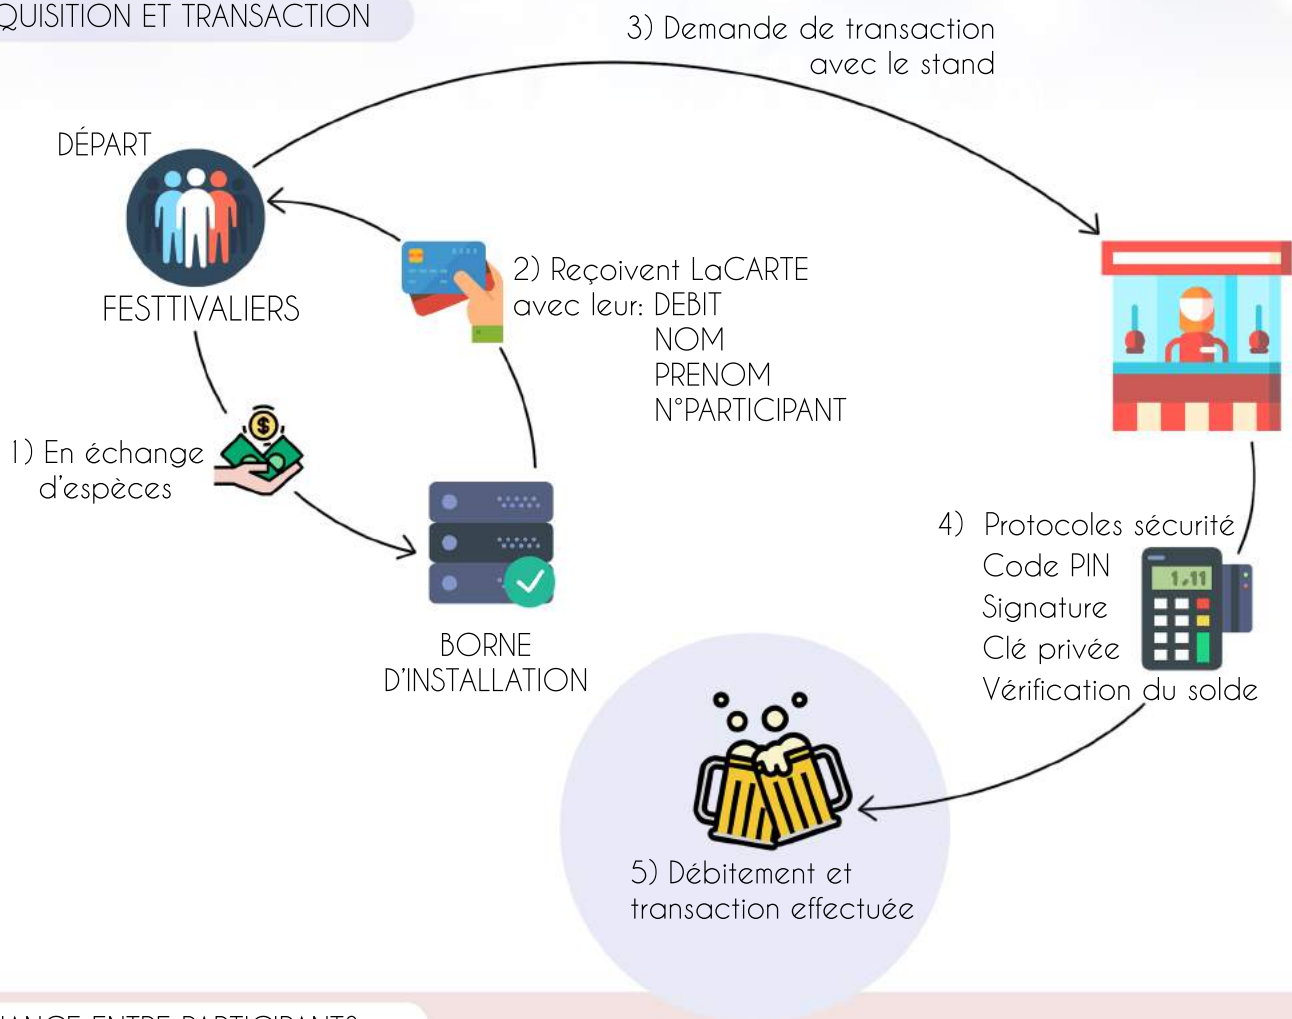 QUISITION ET TRANSACTION
3) Demande de transaction
avec le stand
DÉPART
FESTTIVALIERS
2) Reçoivent LaCARTE
avec leur: DEBIT
NOM
PRENOM
N°PARTICIPANT
1) En échange
d'espèces
BORNE
D'INSTALLATION
4) Protocoles sécurité
Code PIN
Signature
Clé privée
Vérification du solde
1.11
5) Débitement et
transaction effectuée
ENTRE PARTICIPANTS